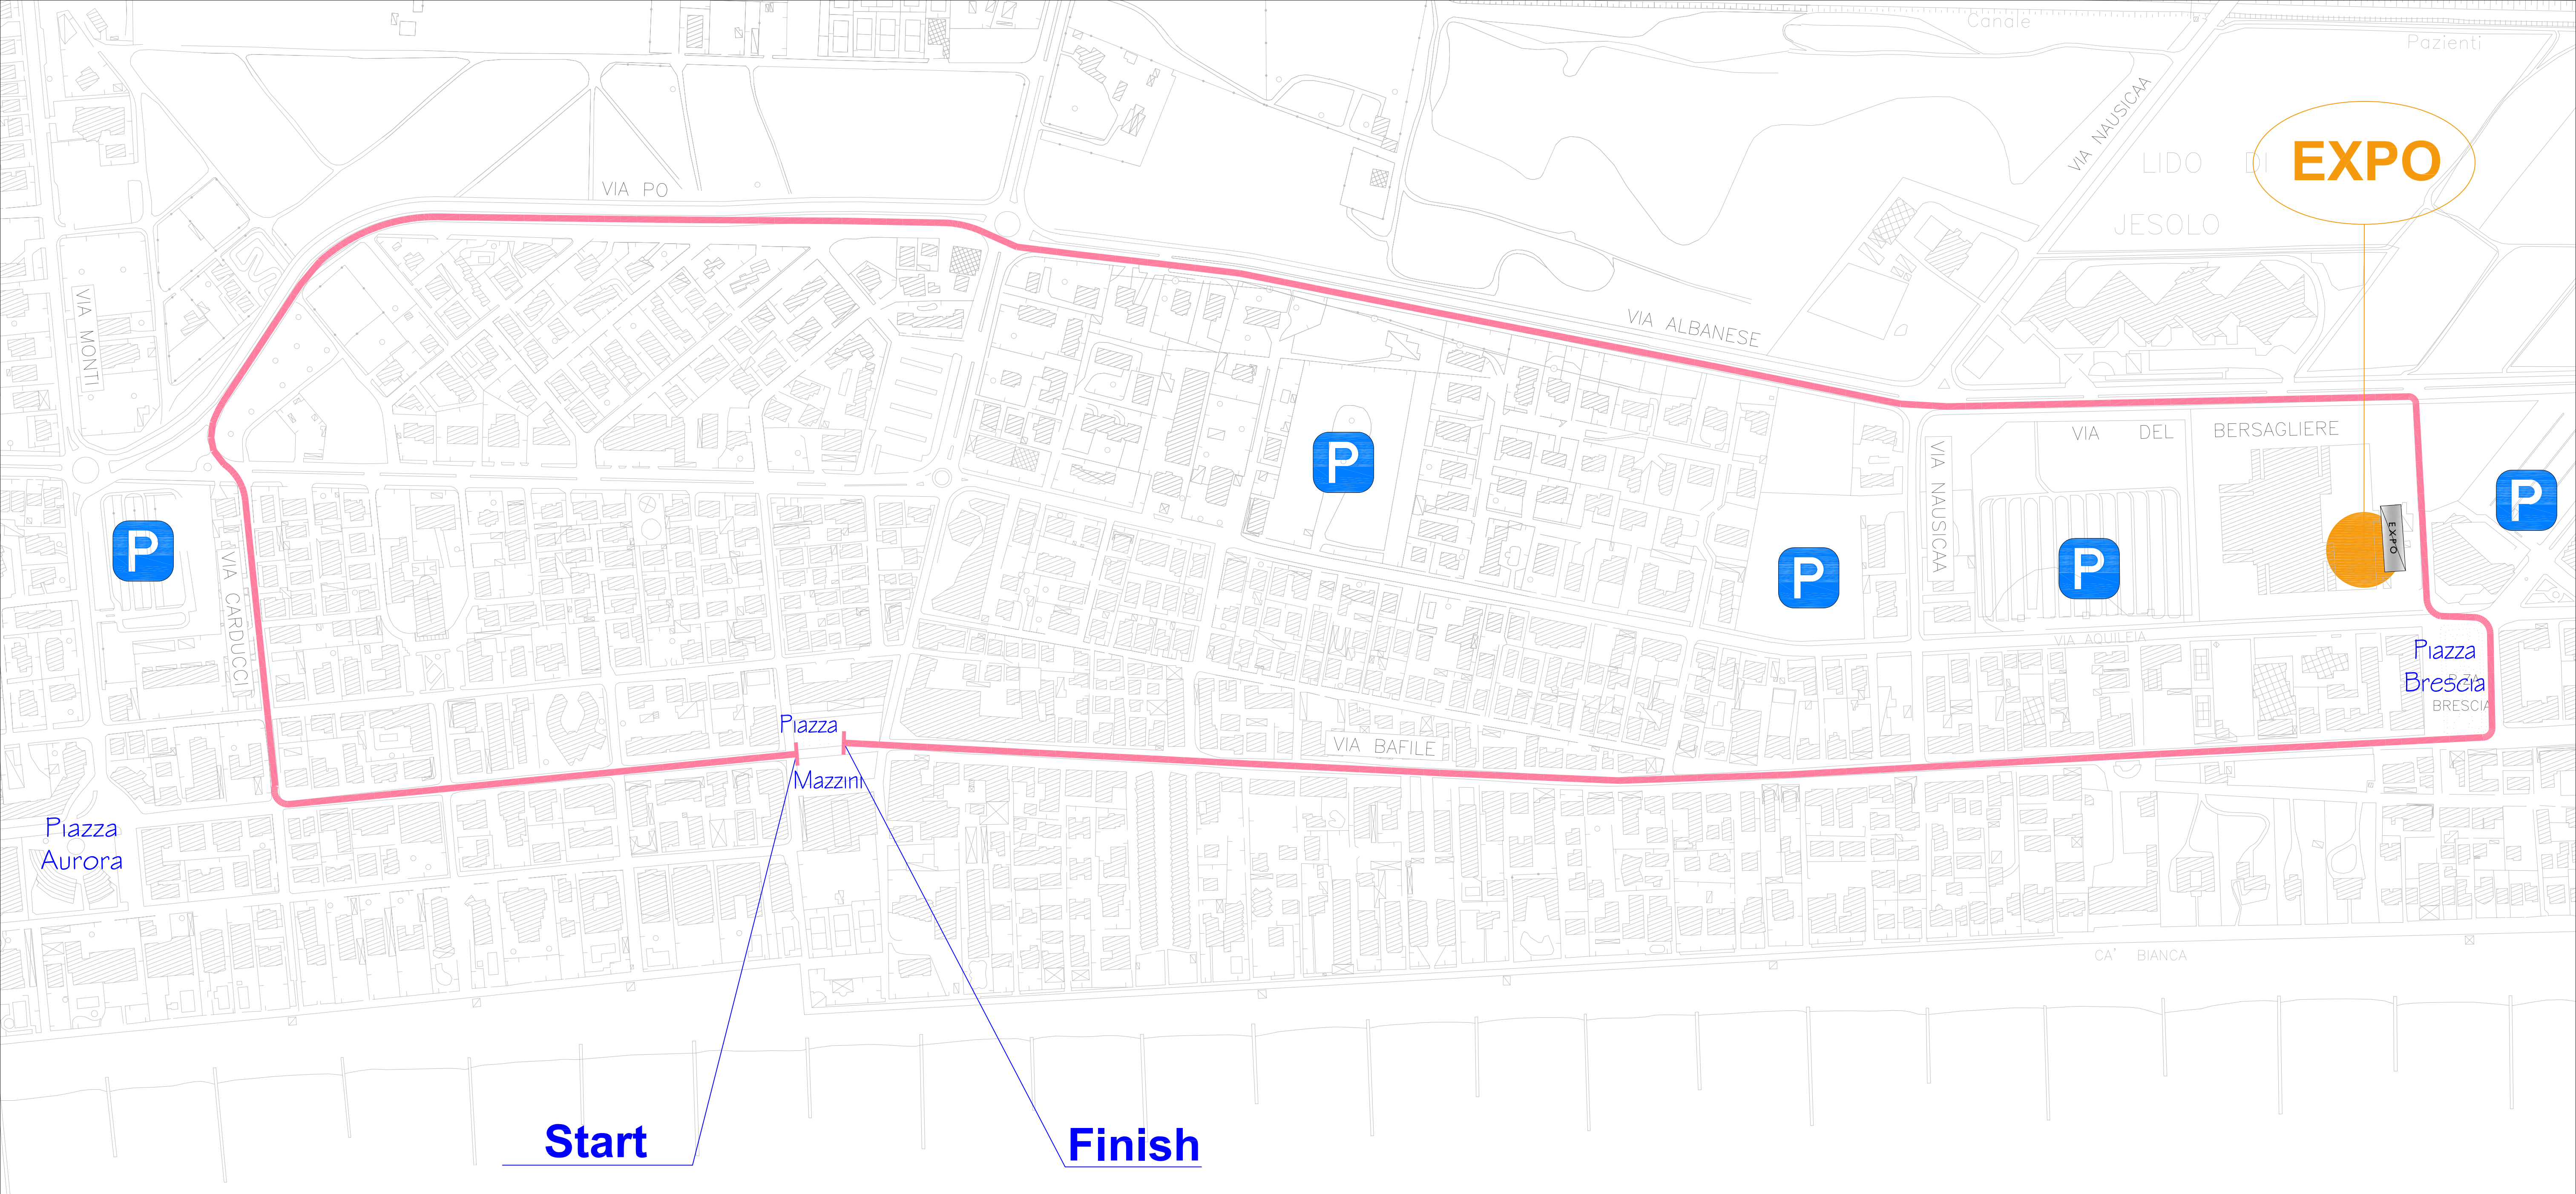 Canale
Pazienti
VIA NAUSICAA
LIDO DI
EXPO
JESOLO
VIA PO
VIA MONTI
VIA ALBANESE
VIA DEL BERSAGLIERE
P
P
P
P
P
VIA NAUSICAA
EXPO
VIA CARDUCCI
VIA AQUILEIA
Piazza
Brescia
P.ZA
BRESCIA
Piazza
Mazzini
VIA BAFILE
Piazza
Aurora
CA' BIANCA
Start
Finish